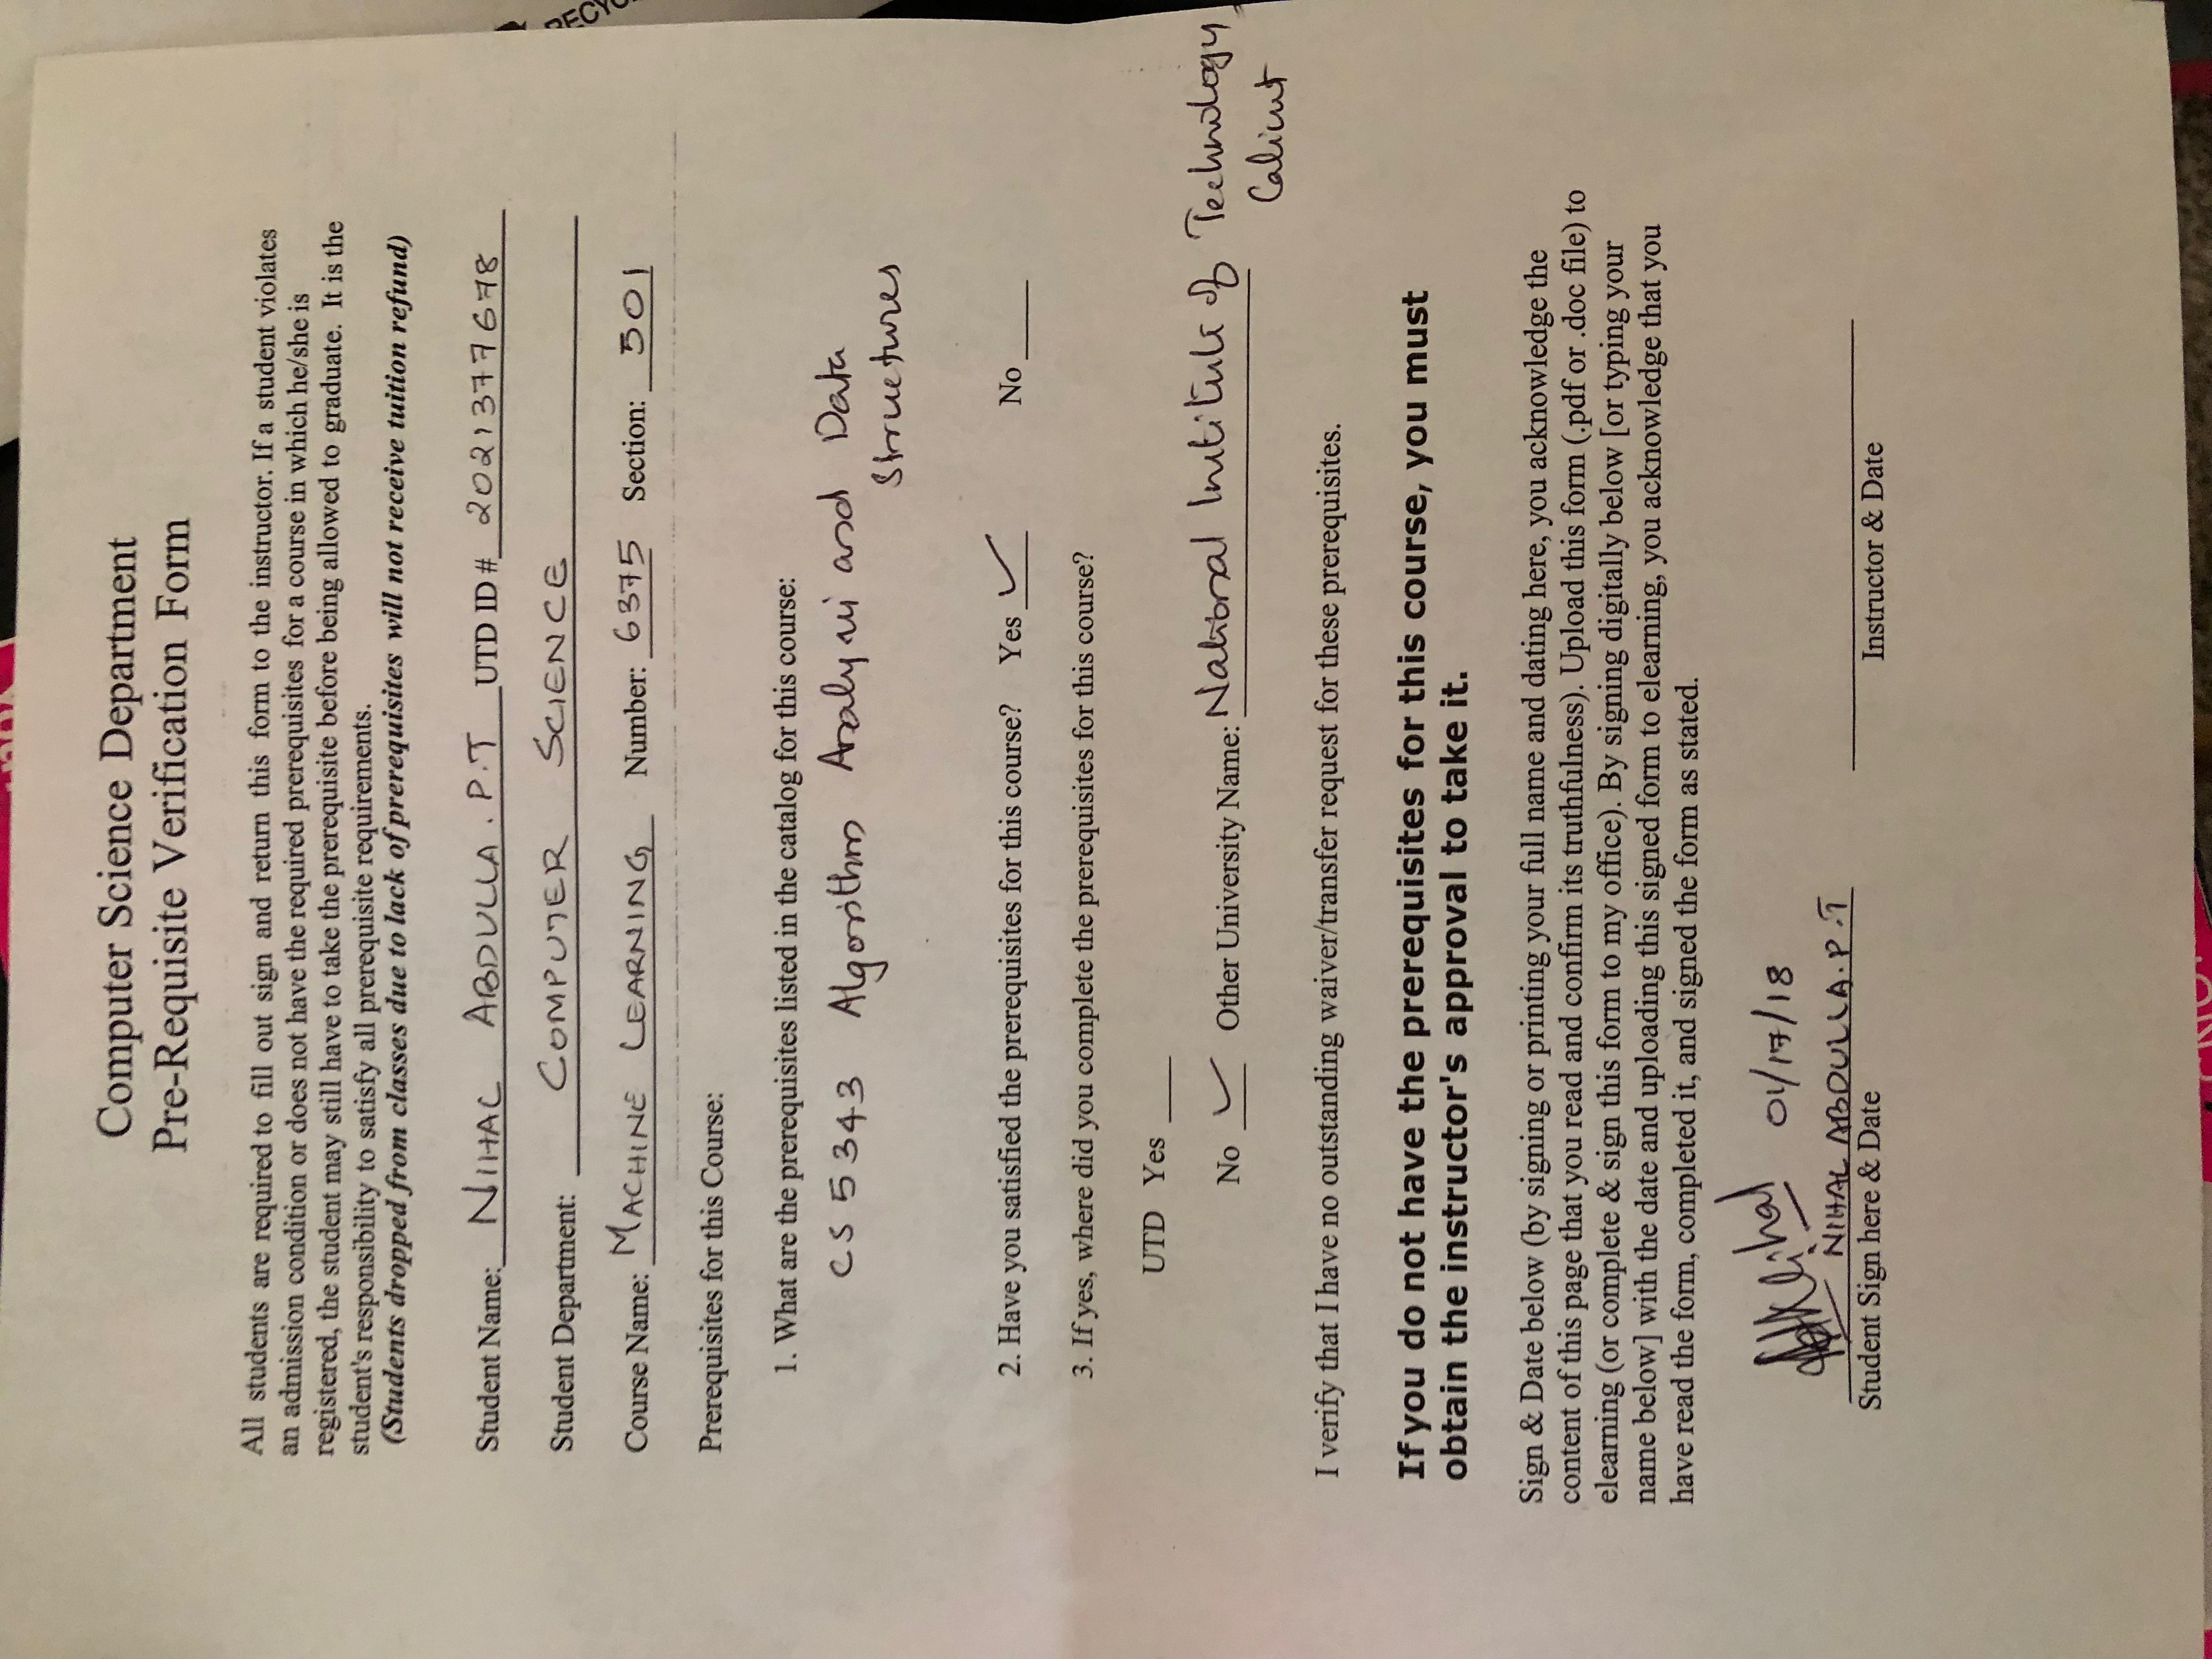 Computer Science Department
Pre-Requisite Verification Form
All students are required to fill out sign and return this form to the instructor. If a student violates
an admission condition or does not have the required prerequisites for a course in which he/she is
registered, the student may still have to take the prerequisite before being allowed to graduate. It is the
student's responsibility to satisfy all prerequisite requirements.
(Students dropped from classes due to lack of prerequisites will not receive tuition refund)
Student Name: NIHAL ABDULLA . P.T UTD ID # 2021377678
Student Department: COMPUTER SCIENCE
Course Name: MACHINE LEARNING Number: 6375 Section: 501
Prerequisites for this Course:
1. What are the prerequisites listed in the catalog for this course:
CS 5343 Algorithm Analysis and Data
Structures
2. Have you satisfied the prerequisites for this course? Yes ✓ No
3. If yes, where did you complete the prerequisites for this course?
UTD Yes
No ✓ Other University Name: National Institute of Technology,
Calicut
I verify that I have no outstanding waiver/transfer request for these prerequisites.
If you do not have the prerequisites for this course, you must
obtain the instructor's approval to take it.
Sign & Date below (by signing or printing your full name and dating here, you acknowledge the
content of this page that you read and confirm its truthfulness). Upload this form (.pdf or .doc file) to
elearning (or complete & sign this form to my office). By signing digitally below [or typing your
name below] with the date and uploading this signed form to elearning, you acknowledge that you
have read the form, completed it, and signed the form as stated.
01/17/18
NIHAL ABDULLA. P.T
Student Sign here & Date Instructor & Date